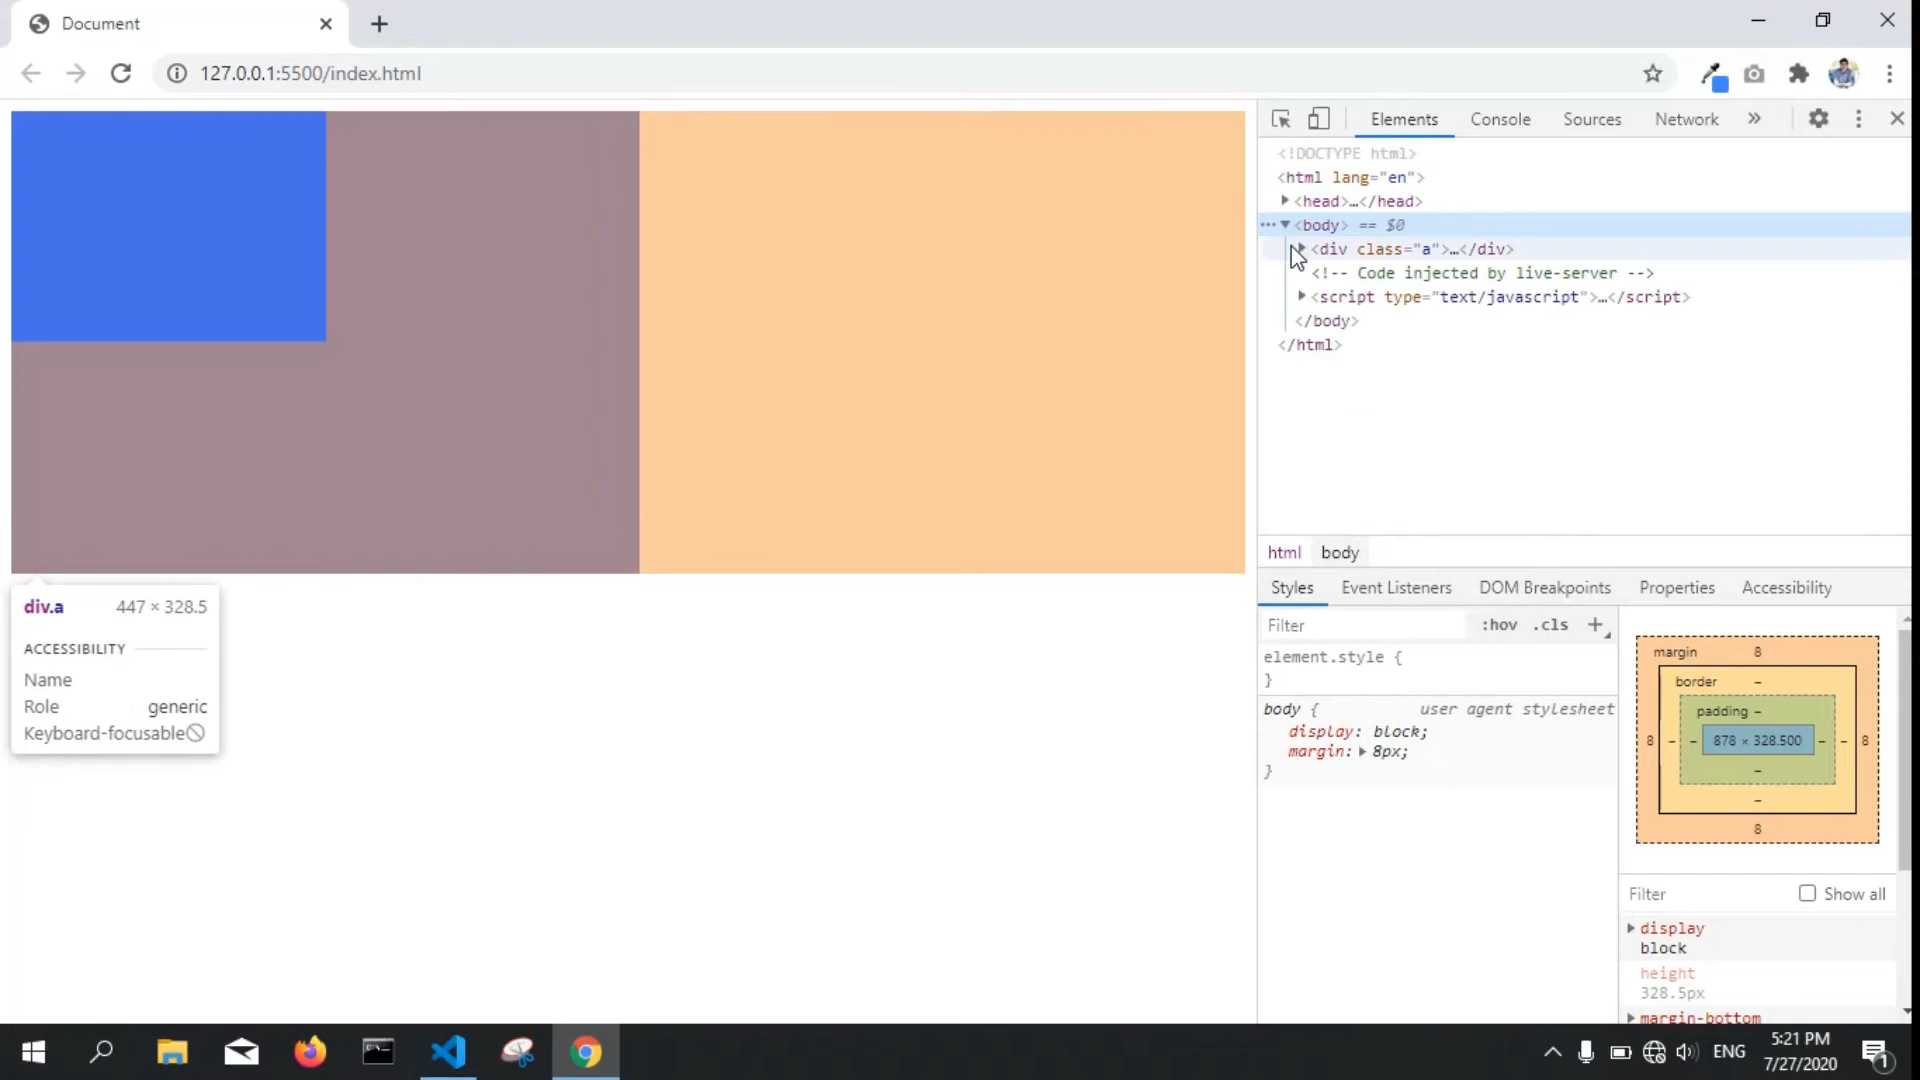 Document
127.0.0.1:5500/index.html
Elements Console Sources Network »
<!DOCTYPE html>
<html lang="en">
<head>…</head>
<body> == $0
<div class="a">…</div>
<!-- Code injected by live-server -->
<script type="text/javascript">…</script>
</body>
</html>
html body
Styles Event Listeners DOM Breakpoints Properties Accessibility
Filter :hov .cls +
element.style {
}
body { user agent stylesheet
display: block;
margin: 8px;
}
margin 8
border –
padding –
8 – – 878 × 328.500 – – 8
–
–
8
Filter Show all
display
block
height
328.5px
margin-bottom
div.a 447 × 328.5
ACCESSIBILITY
Name
Role generic
Keyboard-focusable
ENG
5:21 PM
7/27/2020
1